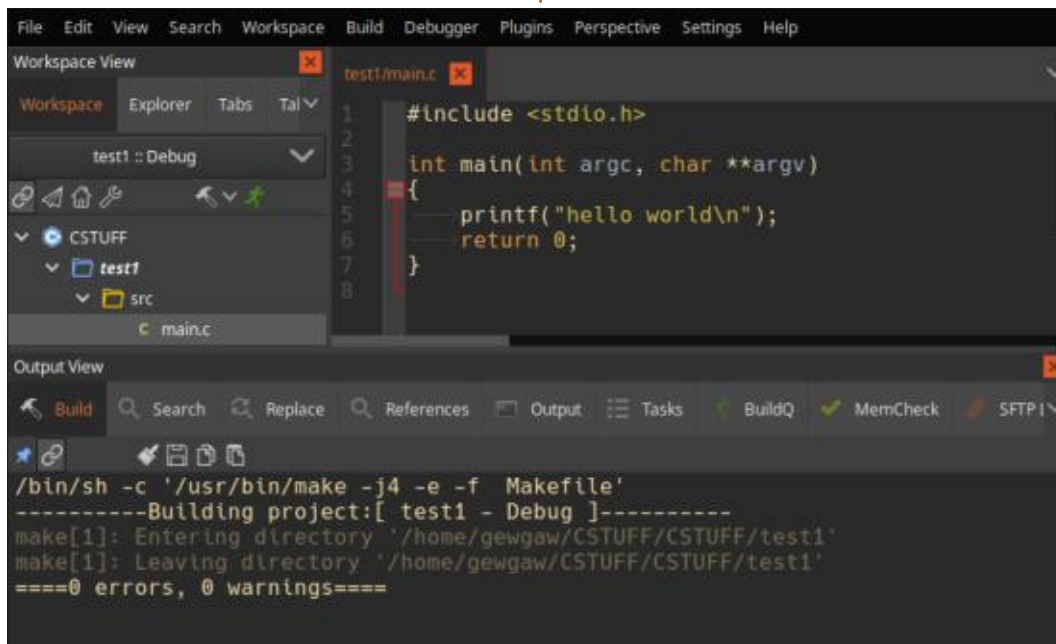 File Edit View Search Workspace Build Debugger Plugins Perspective Settings Help
Workspace View
Workspace Explorer Tabs Tal
test1 :: Debug
CSTUFF
test1
src
C main.c
test1/main.c
1 #include <stdio.h>
2
3 int main(int argc, char **argv)
4 {
5 printf("hello world\n");
6 return 0;
7 }
8
Output View
Build Search Replace References Output Tasks BuildQ MemCheck SFTP
/bin/sh -c '/usr/bin/make -j4 -e -f  Makefile'
----------Building project:[ test1 - Debug ]----------
make[1]: Entering directory '/home/gewgaw/CSTUFF/CSTUFF/test1'
make[1]: Leaving directory '/home/gewgaw/CSTUFF/CSTUFF/test1'
====0 errors, 0 warnings====